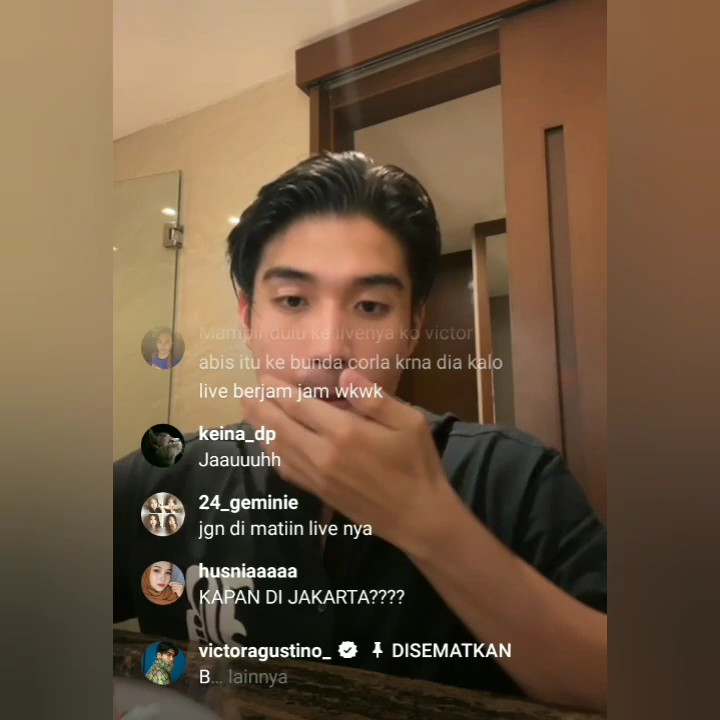 Mampir dulu ke livenya ko victor
abis itu ke bunda corla krna dia kalo
live berjam jam wkwk
keina_dp
Jaauuuhh
24_geminie
jgn di matiin live nya
husniaaaaa
KAPAN DI JAKARTA????
victoragustino_ DISEMATKAN
B... lainnya